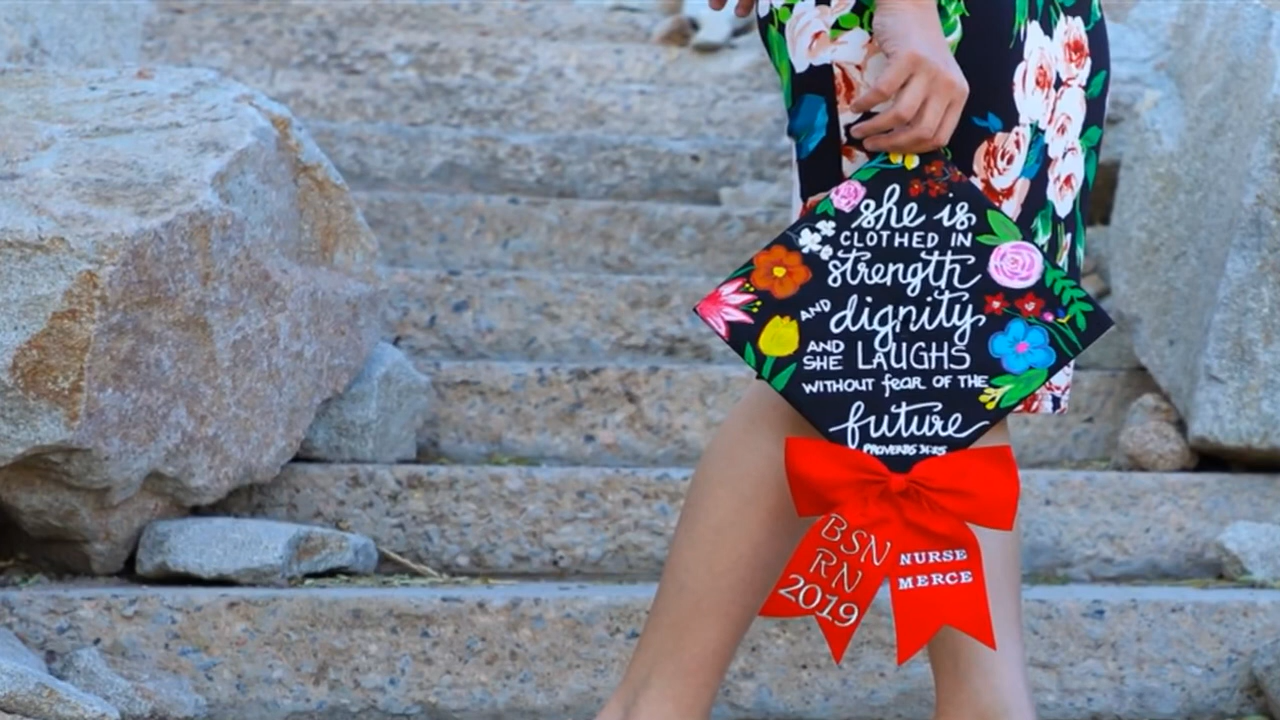 she is
CLOTHED IN
strength
AND dignity
AND
SHE LAUGHS
WITHOUT fear OF THE
future
PROVERBS 31:25
BSN
RN
2019
NURSE
MERCE